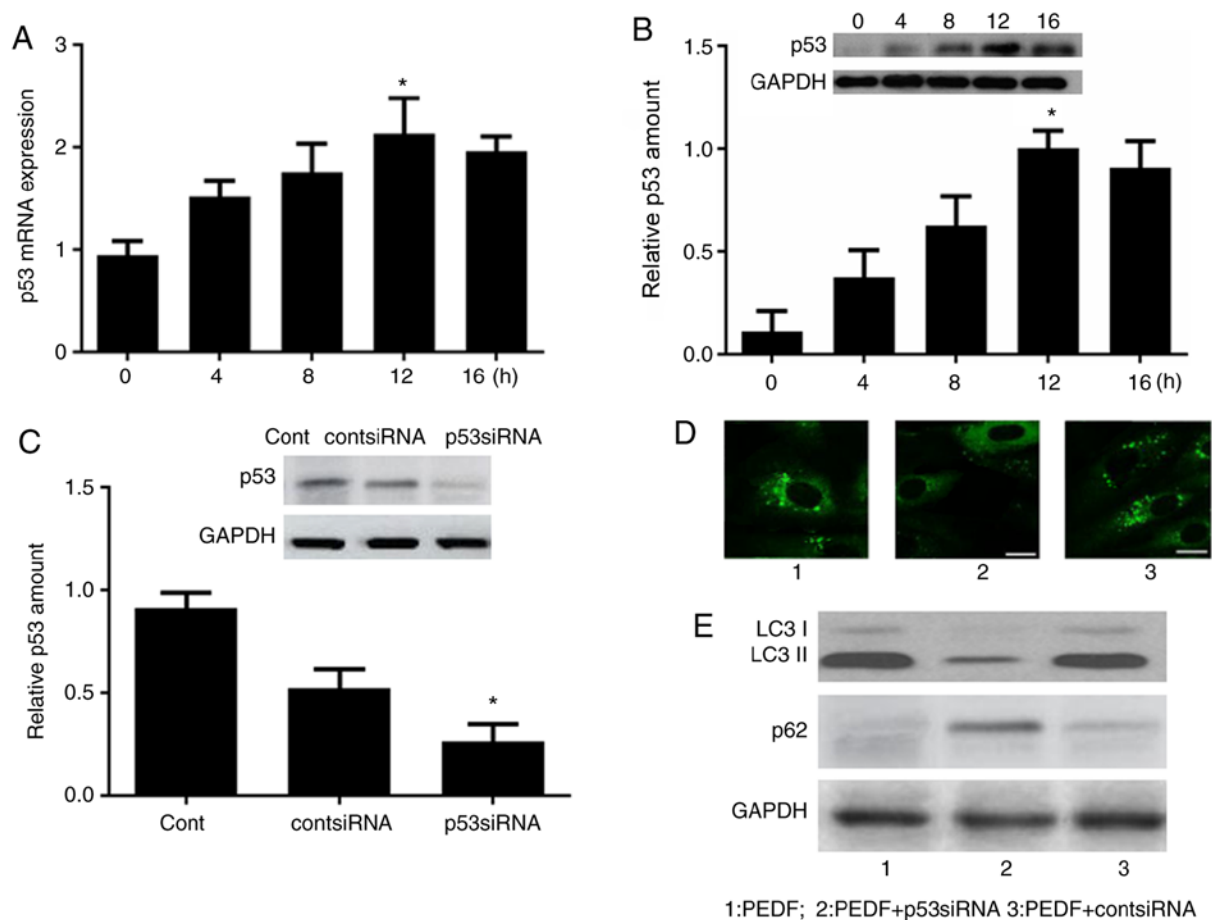 A
p53 mRNA expression
3
2
1
0
*
0 4 8 12 16 (h)
B
Relative p53 amount
1.5
1.0
0.5
0.0
0 4 8 12 16
p53
GAPDH
*
0 4 8 12 16 (h)
C
Cont contsiRNA p53siRNA
p53
GAPDH
Relative p53 amount
1.5
1.0
0.5
0.0
*
Cont contsiRNA p53siRNA
D
1 2 3
E
LC3 I
LC3 II
p62
GAPDH
1 2 3
1:PEDF; 2:PEDF+p53siRNA 3:PEDF+contsiRNA